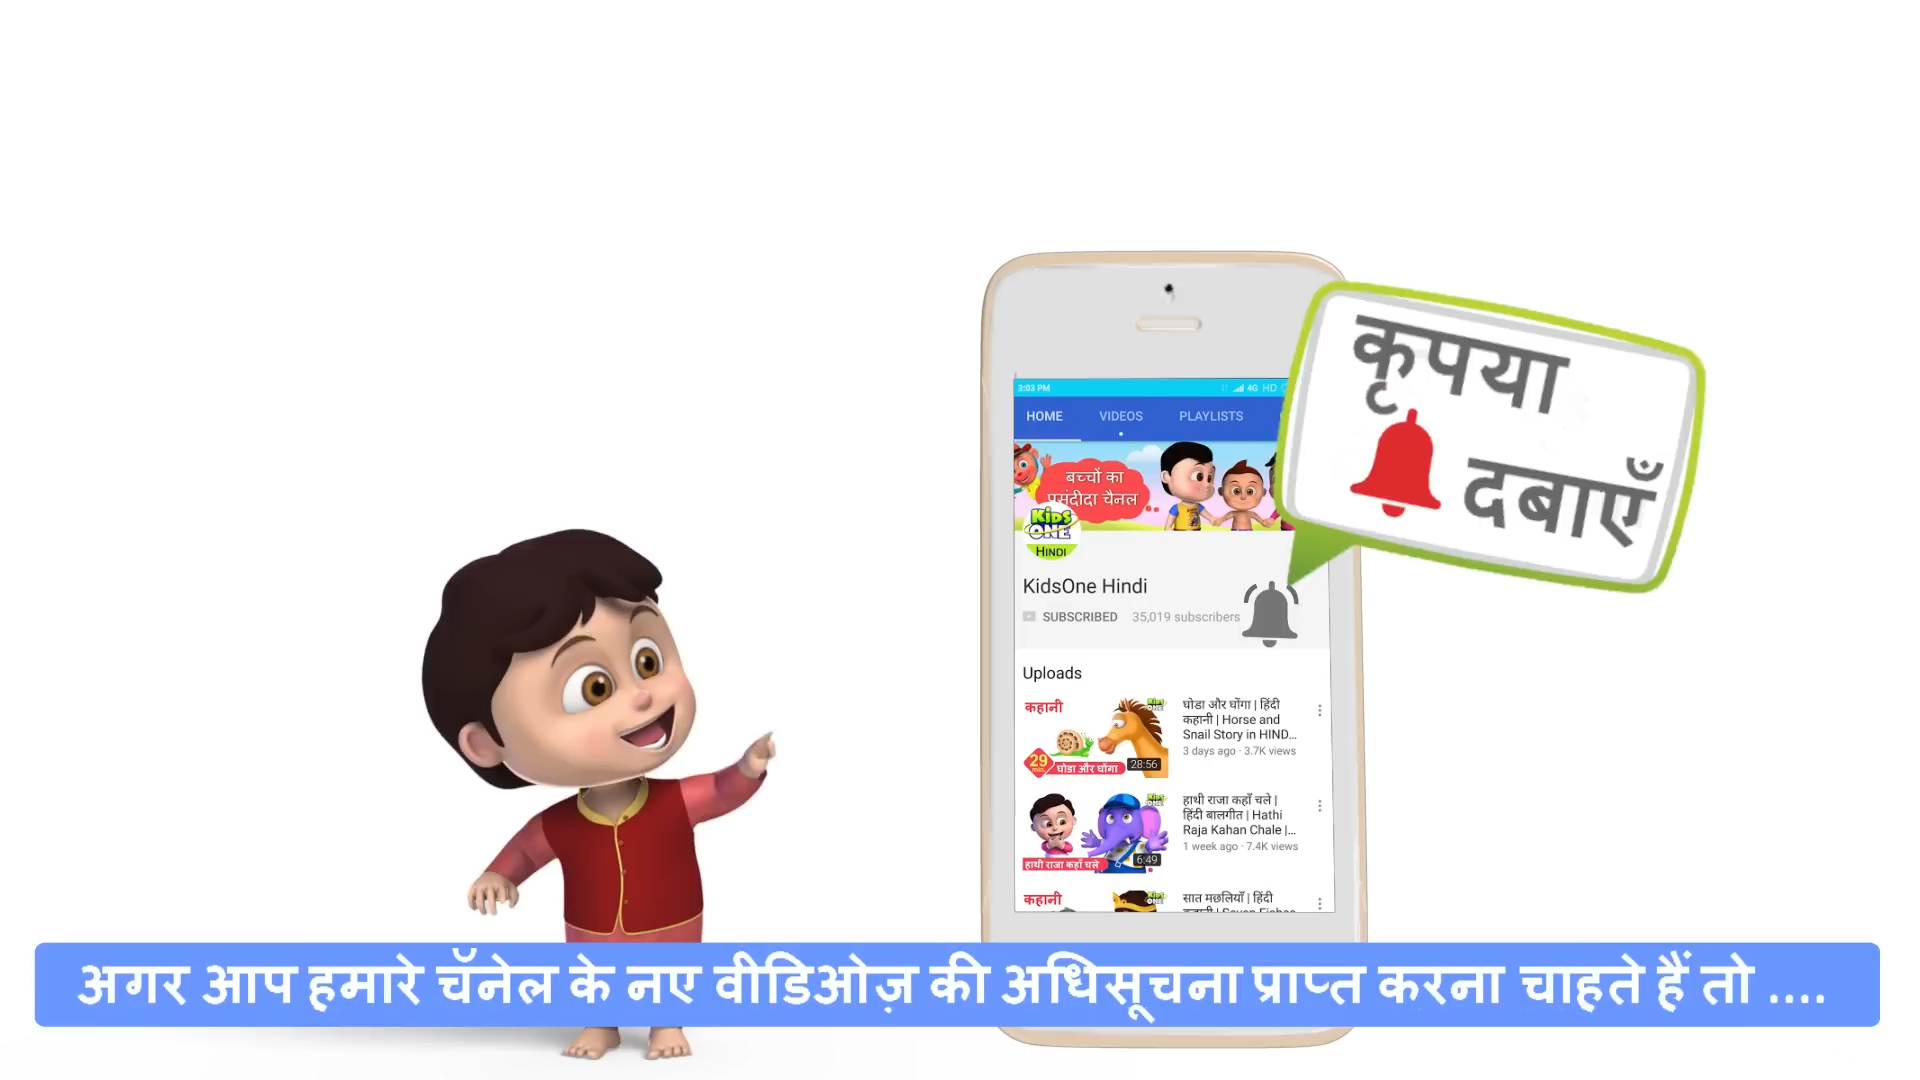 कृपया
दबाएँ
3:03 PM
4G HD
HOME VIDEOS PLAYLISTS
बच्चों का
पसंदीदा चैनल
KiDS
ONE
HINDI
KidsOne Hindi
SUBSCRIBED 35,019 subscribers
Uploads
कहानी
29
घोडा और घोंगा
28:56
घोडा और घोंगा | हिंदी
कहानी | Horse and
Snail Story in HIND...
3 days ago · 3.7K views
हाथी राजा कहाँ चले
6:49
हाथी राजा कहाँ चले |
हिंदी बालगीत | Hathi
Raja Kahan Chale |...
1 week ago · 7.4K views
कहानी
सात मछलियाँ | हिंदी
अगर आप हमारे चॅनेल के नए वीडिओज़ की अधिसूचना प्राप्त करना चाहते हैं तो ....